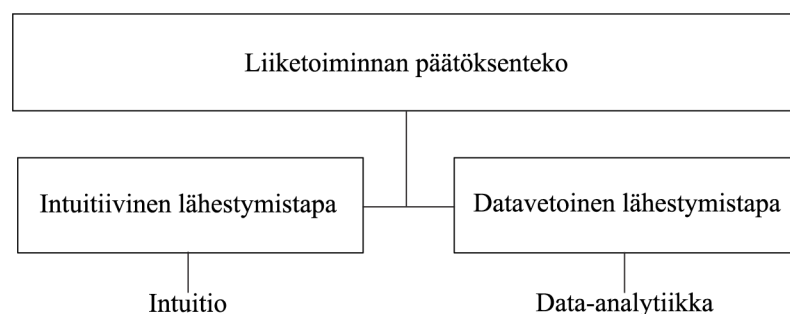 Liiketoiminnan päätöksenteko
Intuitiivinen lähestymistapa
Datavetoinen lähestymistapa
Intuitio
Data-analytiikka